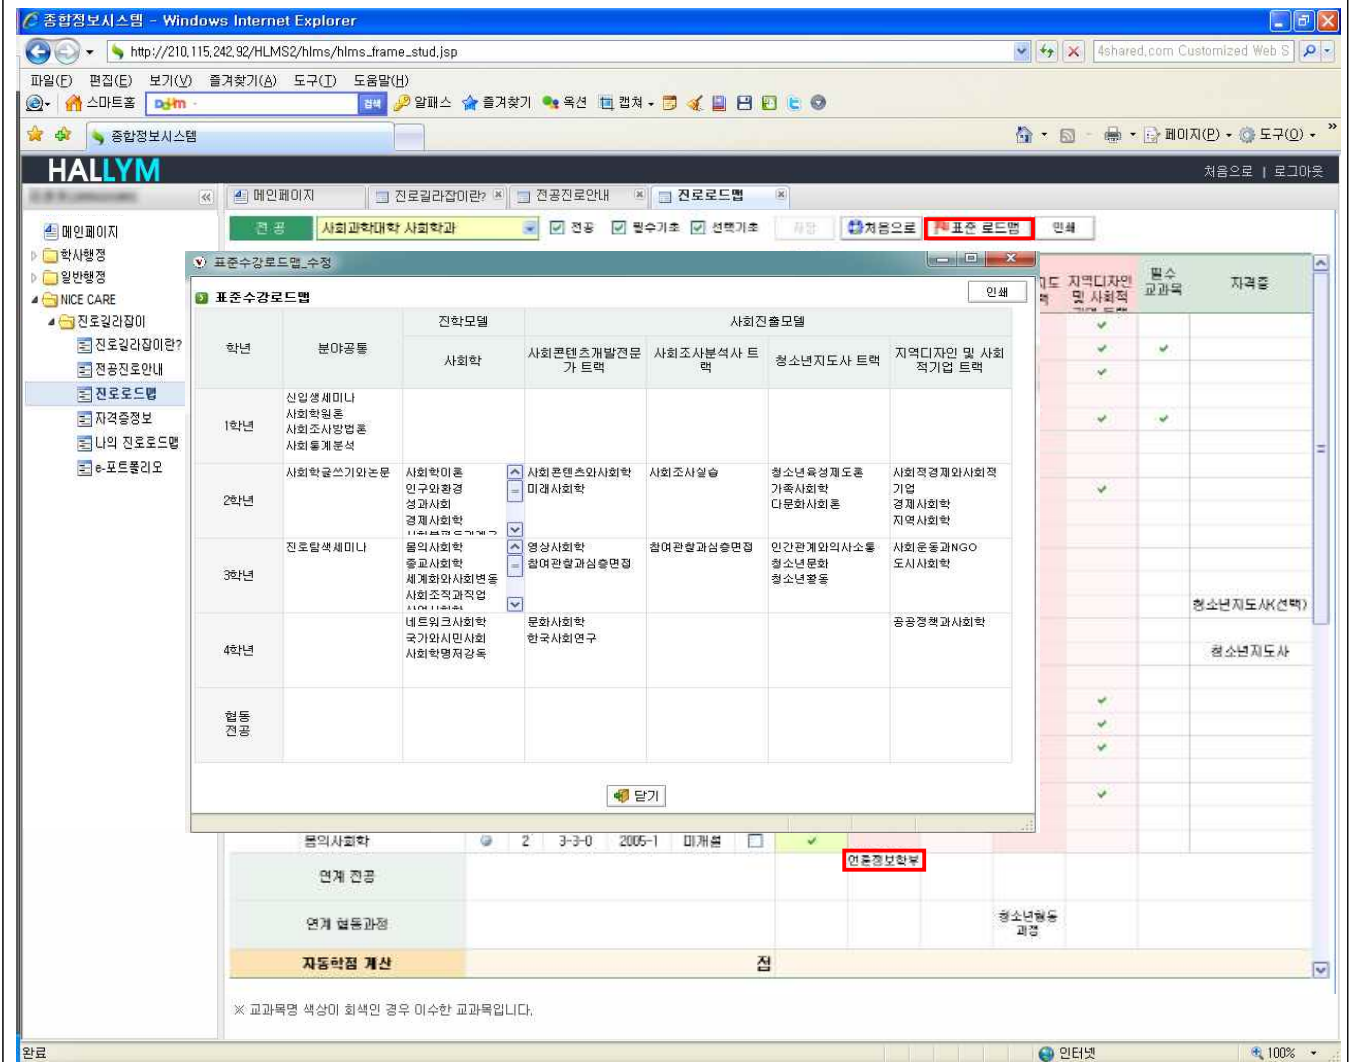 종합정보시스템 - Windows Internet Explorer
http://210,115,242,92/HLMS2/hlms/hlms_frame_stud,jsp
4shared,com Customized Web S
파일(F) 편집(E) 보기(V) 즐겨찾기(A) 도구(T) 도움말(H)
스마트홈 검색 알패스 즐겨찾기 옥션 캡쳐
종합정보시스템
페이지(P) 도구(O) »
HALLYM
처음으로 | 로그아웃
메인페이지 진로길라잡이란? 전공진로안내 진로로드맵
전 공 사회과학대학 사회학과 전공 필수기초 선택기초 처음으로 표준 로드맵 인쇄
메인페이지
학사행정
일반행정
NICE CARE
진로길라잡이
진로길라잡이란?
전공진로안내
진로로드맵
자격증정보
나의 진로로드맵
e-포트폴리오
지역디자인
및 사회적
필수
교과목
자격증
표준수강로드맵_수정
표준수강로드맵
인쇄
학년 분야공통 진학모델 사회진출모델
사회학
사회콘텐츠개발전문
가 트랙
사회조사분석사 트
랙
청소년지도사 트랙
지역디자인 및 사회
적기업 트랙
1학년
신입생세미나
사회학원론
사회조사방법론
사회통계분석
2학년
사회학글쓰기와논문
사회학이론
인구와환경
성과사회
경제사회학
사회콘텐츠와사회학
미래사회학
사회조사실습
청소년육성제도론
가족사회학
다문화사회론
사회적경제와사회적
기업
경제사회학
지역사회학
3학년
진로탐색세미나
몸의사회학
종교사회학
세계화와사회변동
사회조직과직업
영상사회학
참여관찰과심층면접
참여관찰과심층면접
인간관계와의사소통
청소년문화
청소년활동
사회운동과NGO
도시사회학
4학년
네트워크사회학
국가와시민사회
사회학명저강독
문화사회학
한국사회연구
공공정책과사회학
협동
전공
닫기
청소년지도사(선택)
청소년지도사
몸의사회학 2 3-3-0 2005-1 미개설
언론정보학부
연계 전공
연계 협동과정
청소년협동
과정
자동학점 계산 점
※ 교과목명 색상이 회색인 경우 이수한 교과목입니다.
완료 인터넷 100%